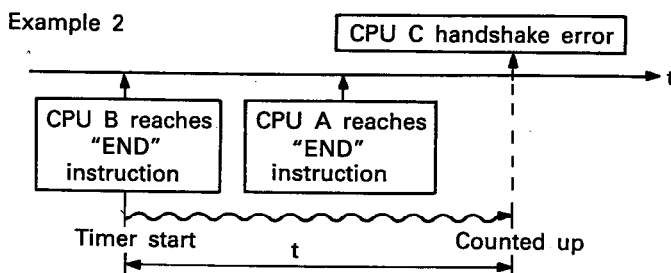 Example 2
CPU C handshake error
t
CPU B reaches
"END"
instruction
CPU A reaches
"END"
instruction
Timer start
t
Counted up